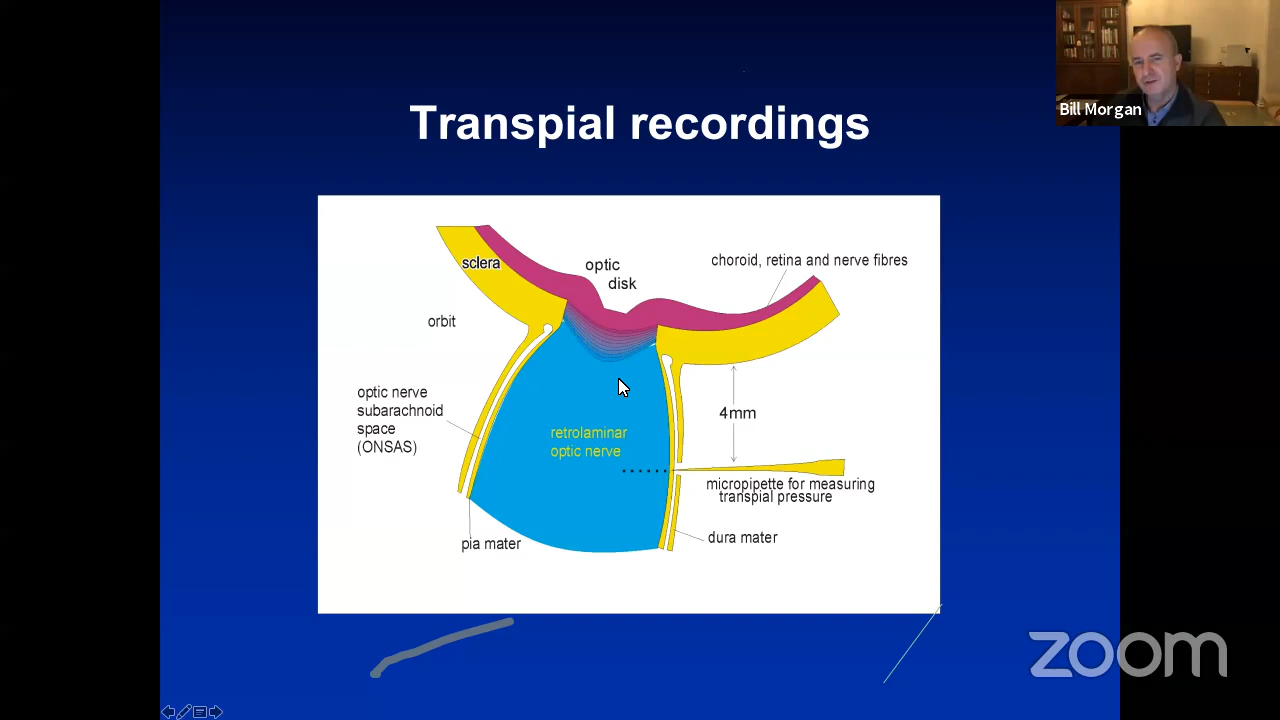 Bill Morgan
Transpial recordings
sclera
optic
disk
choroid, retina and nerve fibres
orbit
optic nerve
subarachnoid
space
(ONSAS)
4mm
retrolaminar
optic nerve
micropipette for measuring
transpial pressure
pia mater
dura mater
zoom